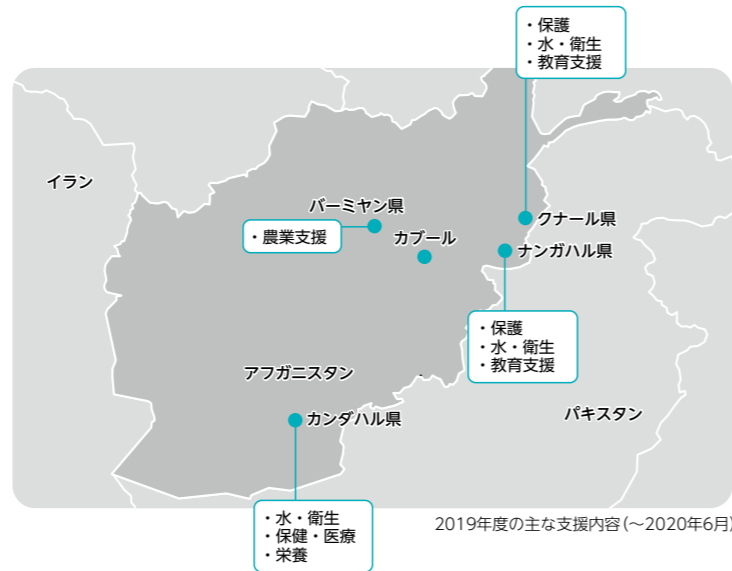 ・保護
・水・衛生
・教育支援
イラン
バーミヤン県
・農業支援
カブール
クナール県
ナンガハル県
・保護
・水・衛生
・教育支援
アフガニスタン
カンダハル県
パキスタン
・水・衛生
・保健・医療
・栄養
2019年度の主な支援内容(～2020年6月)